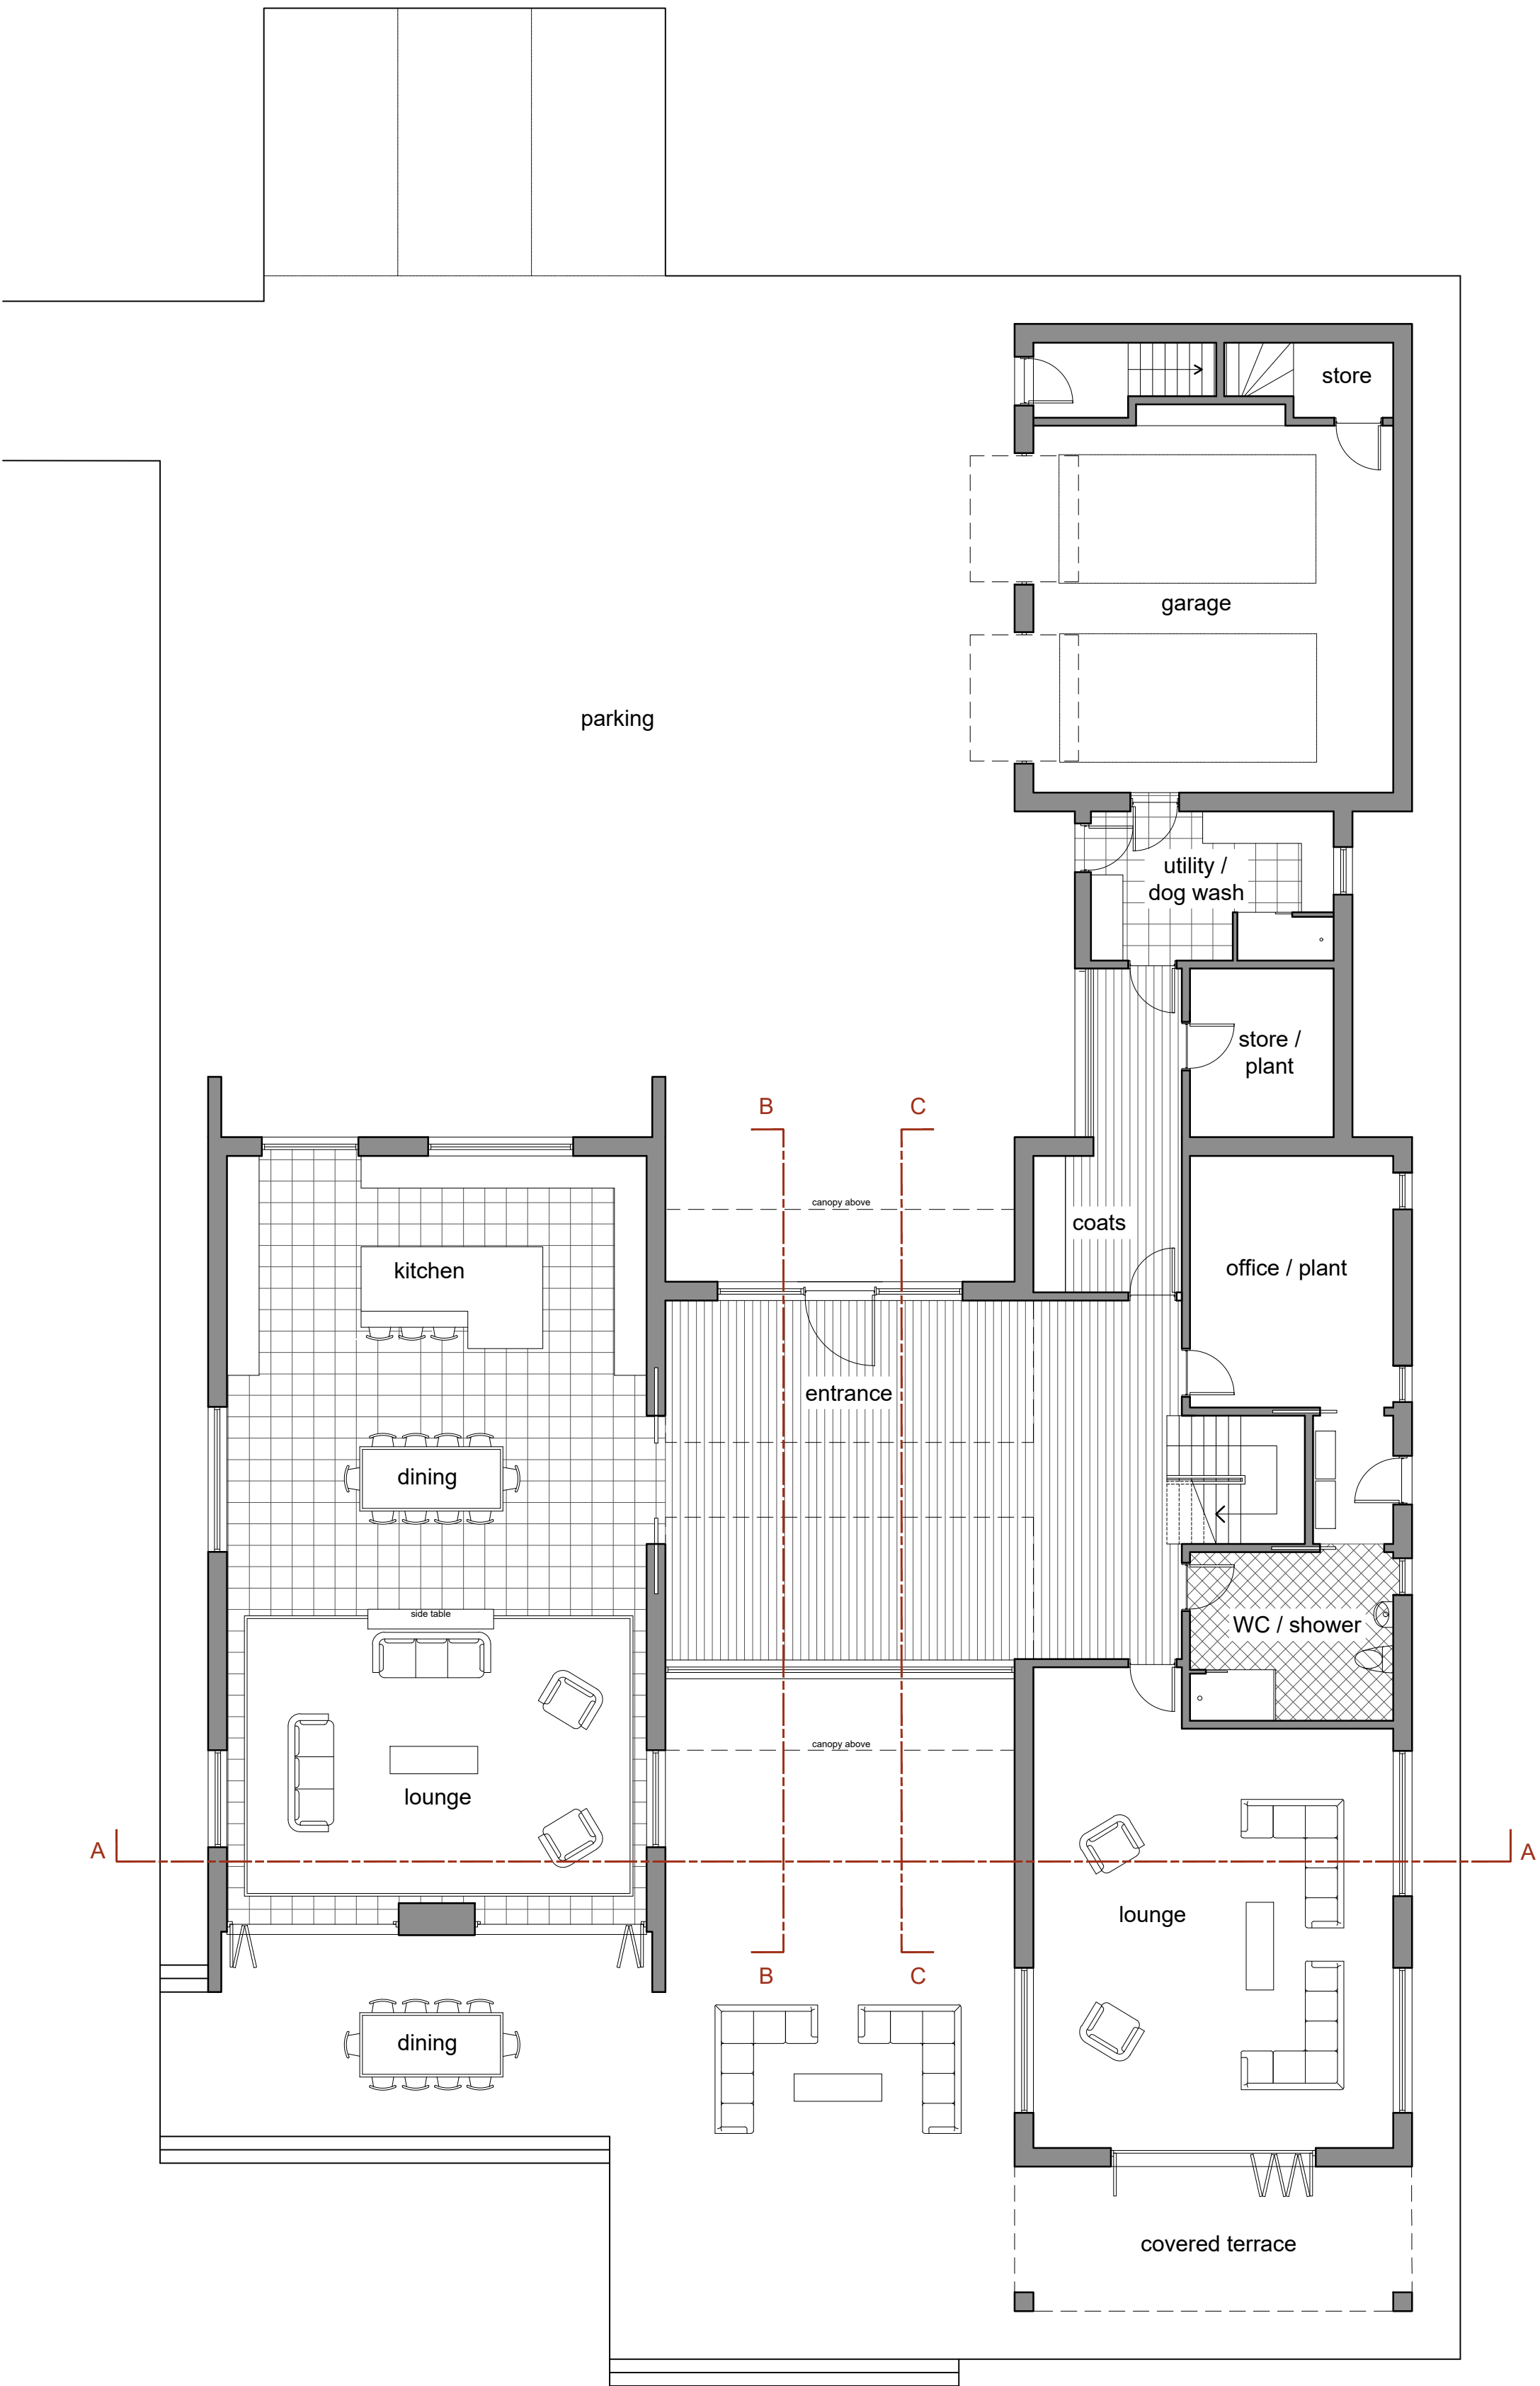 store
garage
parking
utility /
dog wash
store /
plant
B
C
canopy above
coats
kitchen
office / plant
entrance
dining
side table
WC / shower
canopy above
lounge
A
A
lounge
B
C
dining
covered terrace